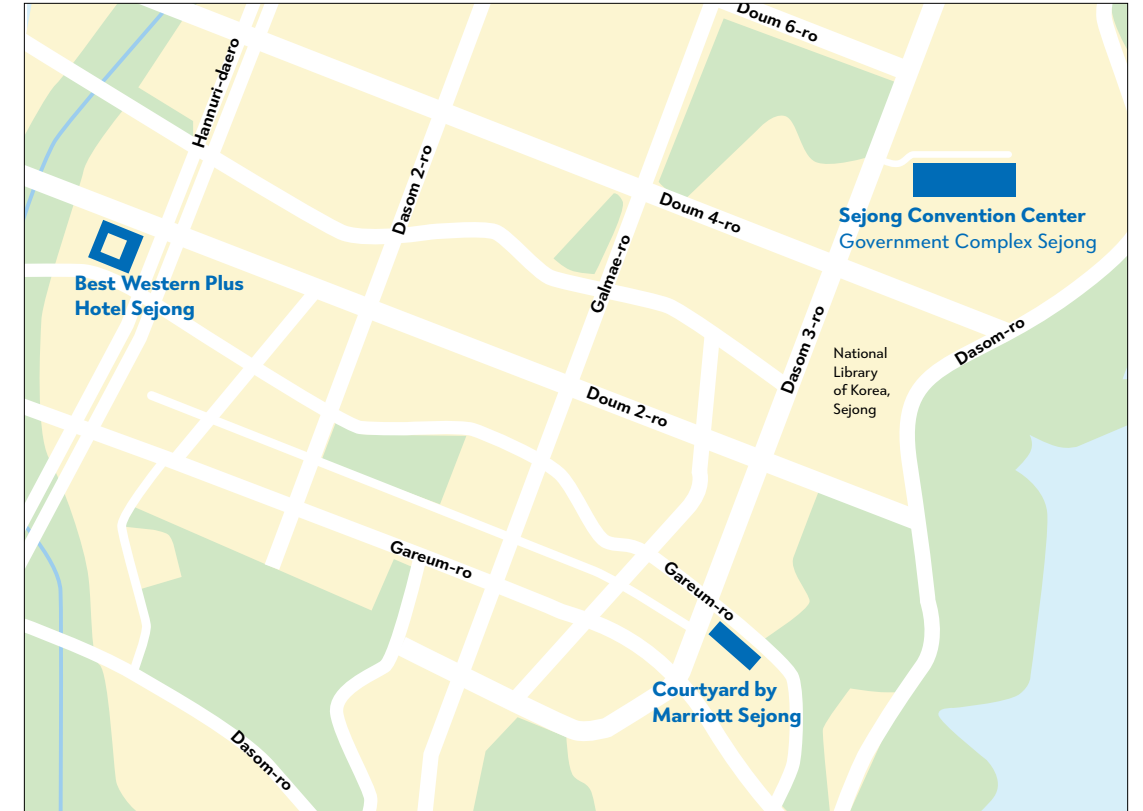 Doum 6-ro
Hannuri-daero
Dasom 2-ro
Doum 4-ro
Sejong Convention Center
Government Complex Sejong
Galmae-ro
Best Western Plus
Hotel Sejong
Dasom 3-ro
Dasom-ro
National
Library
of Korea,
Sejong
Doum 2-ro
Gareum-ro
Gareum-ro
Courtyard by
Marriott Sejong
Dasom-ro